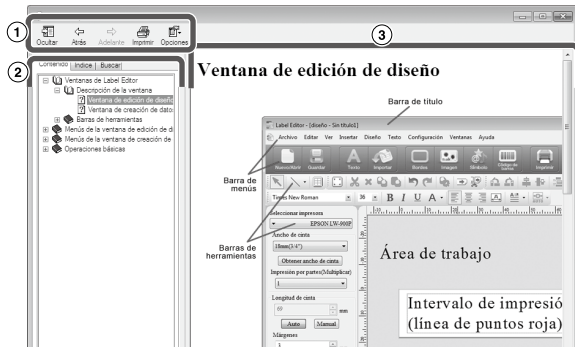 1
Ocultar Atrás Adelante Imprimir Opciones
3
2
Contenido Índice Buscar
Ventanas de Label Editor
Descripción de la ventana
Ventana de edición de diseño
Ventana de creación de datos
Barras de herramientas
Menús de la ventana de edición de di
Menús de la ventana de creación de
Operaciones básicas
Ventana de edición de diseño
Barra de título
Label Editor - [diseño - Sin título1]
Archivo Editar Ver Insertar Diseño Texto Configuración Ventanas Ayuda
Nuevo/Abrir Guardar Texto Importar Bordes Imagen Símbolo Código de barras Imprimir
Barra de menús
Times New Roman 36 B I U A
Seleccionar impresora
EPSON LW-900P
Barras de herramientas
Ancho de cinta
18mm(3/4")
Obtener ancho de cinta
Impresión por partes(Multiplicar)
1
Longitud de cinta
60 mm
Auto Manual
Márgenes
Área de trabajo
Intervalo de impresió
(línea de puntos roja)